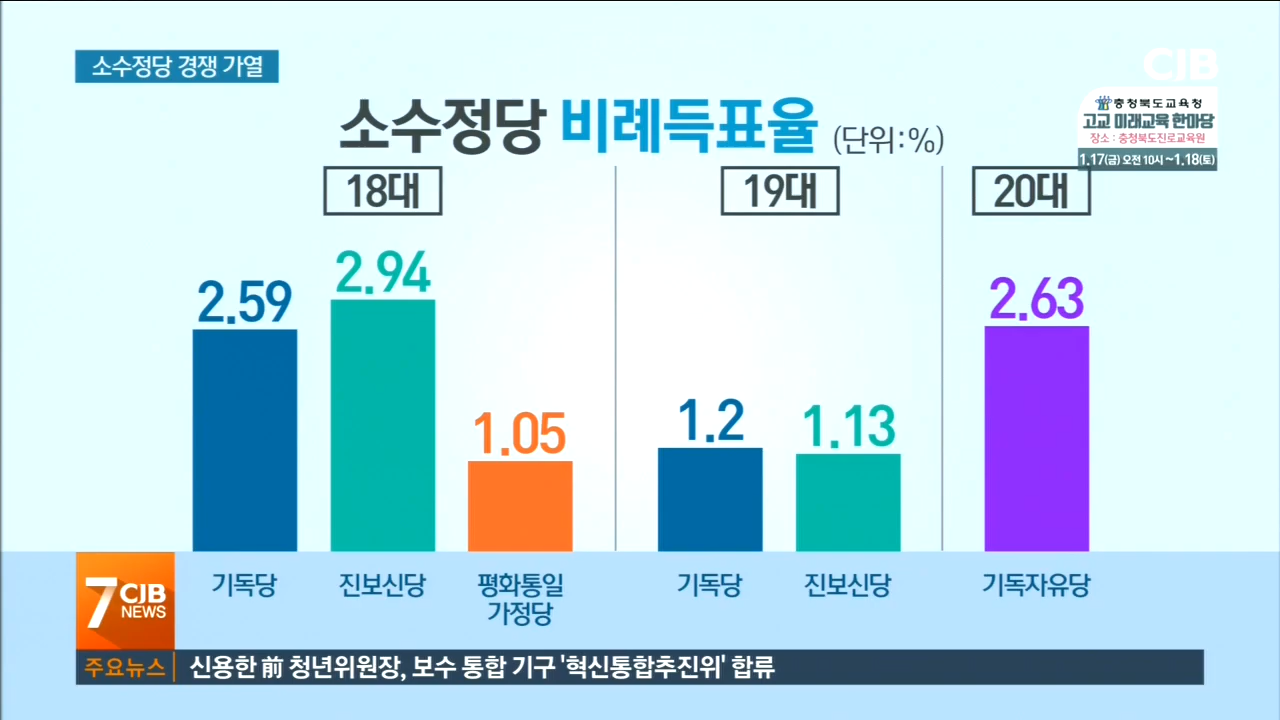 소수정당 경쟁 가열
CJB
충청북도교육청
고교 미래교육 한마당
장소 : 충청북도진로교육원
1.17(금) 오전 10시 ~ 1.18(토)
소수정당 비례득표율 (단위:%)
18대
19대
20대
2.59
2.94
1.05
1.2
1.13
2.63
기독당
진보신당
평화통일
가정당
기독당
진보신당
기독자유당
7 CJB
NEWS
주요뉴스
신용한 前 청년위원장, 보수 통합 기구 '혁신통합추진위' 합류